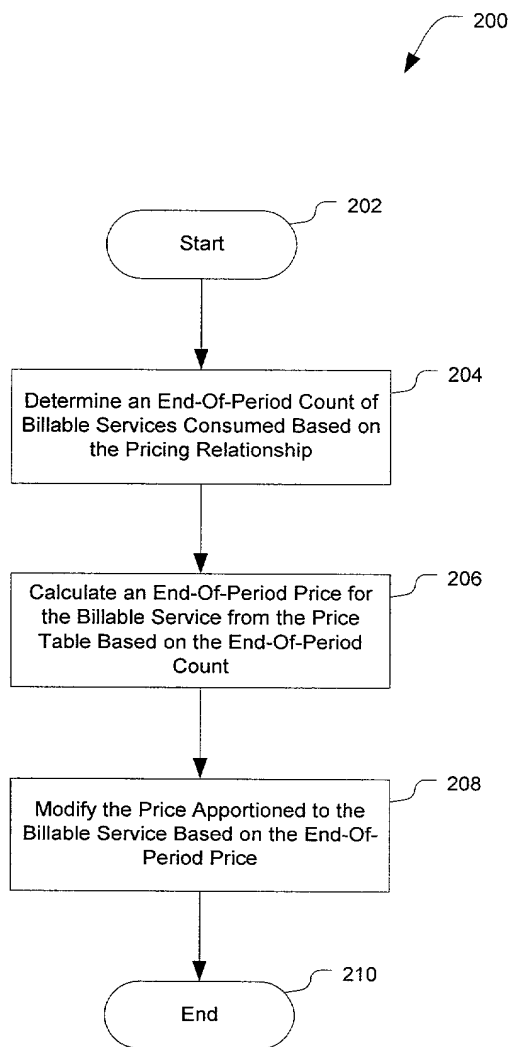 200
202
Start
204
Determine an End-Of-Period Count of
Billable Services Consumed Based on
the Pricing Relationship
206
Calculate an End-Of-Period Price for
the Billable Service from the Price
Table Based on the End-Of-Period
Count
208
Modify the Price Apportioned to the
Billable Service Based on the End-Of-
Period Price
210
End